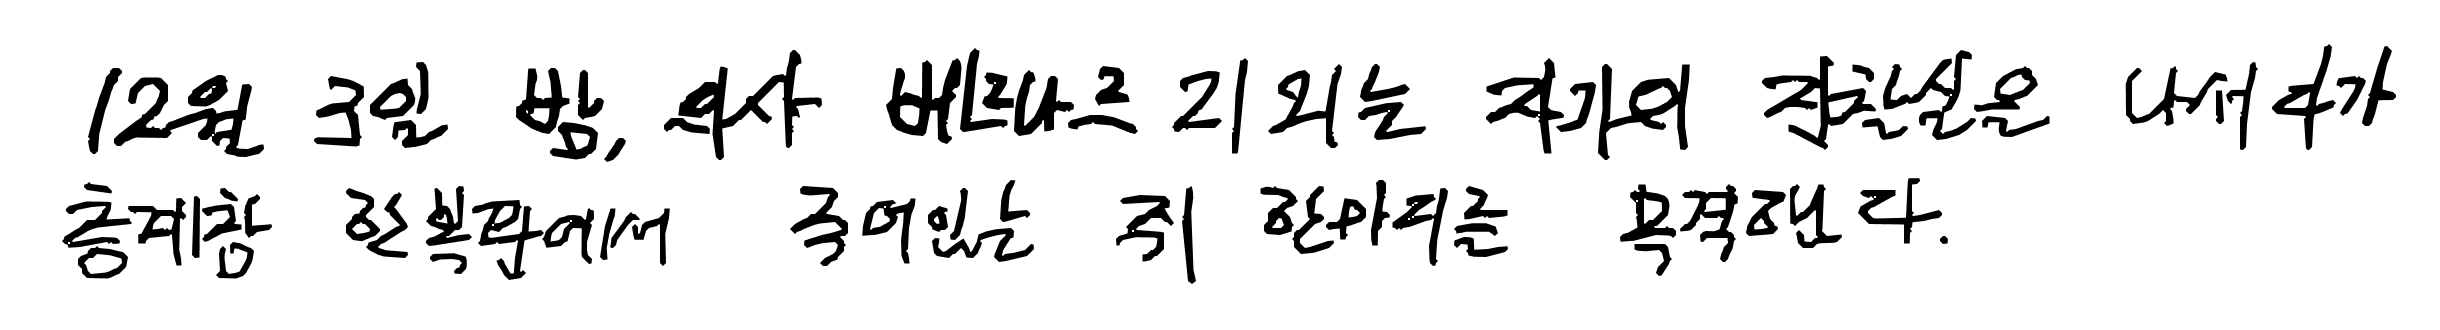 12월 3일 밤, 의사 베르나르 리외는 자기의 진찰실은 나서다가
층계참 한복판에서 죽어있는 쥐 한마리를 목격했다.